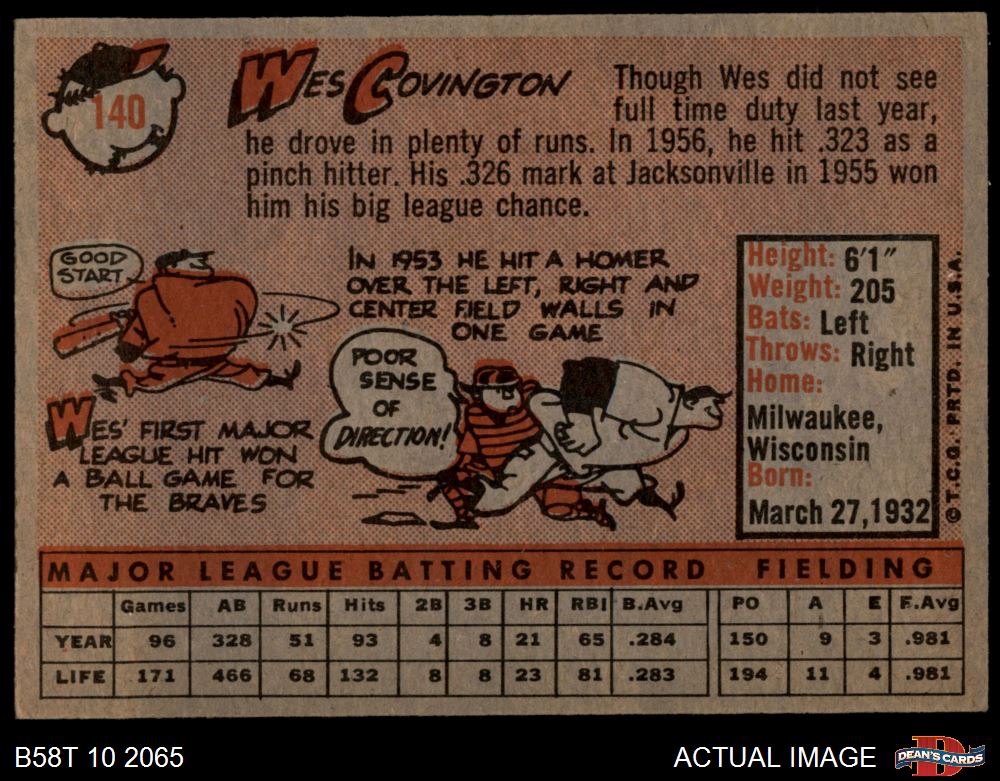 140
WES COVINGTON
Though Wes did not see
full time duty last year,
he drove in plenty of runs. In 1956, he hit .323 as a
pinch hitter. His .326 mark at Jacksonville in 1955 won
him his big league chance.
GOOD
START
WES' FIRST MAJOR
LEAGUE HIT WON
A BALL GAME FOR
THE BRAVES
IN 1953 HE HIT A HOMER
OVER THE LEFT, RIGHT AND
CENTER FIELD WALLS IN
ONE GAME
POOR
SENSE
OF
DIRECTION!
Height: 6'1"
Weight: 205
Bats: Left
Throws: Right
Home:
Milwaukee,
Wisconsin
Born:
March 27, 1932
©T.C.G. PRTD. IN U.S.A.
MAJOR LEAGUE BATTING RECORD FIELDING
Games AB Runs Hits 2B 3B HR RBI B.Avg PO A E F.Avg
YEAR 96 328 51 93 4 8 21 65 .284 150 9 3 .981
LIFE 171 466 68 132 8 8 23 81 .283 194 11 4 .981
B58T 10 2065
ACTUAL IMAGE
D
DEAN'S CARDS